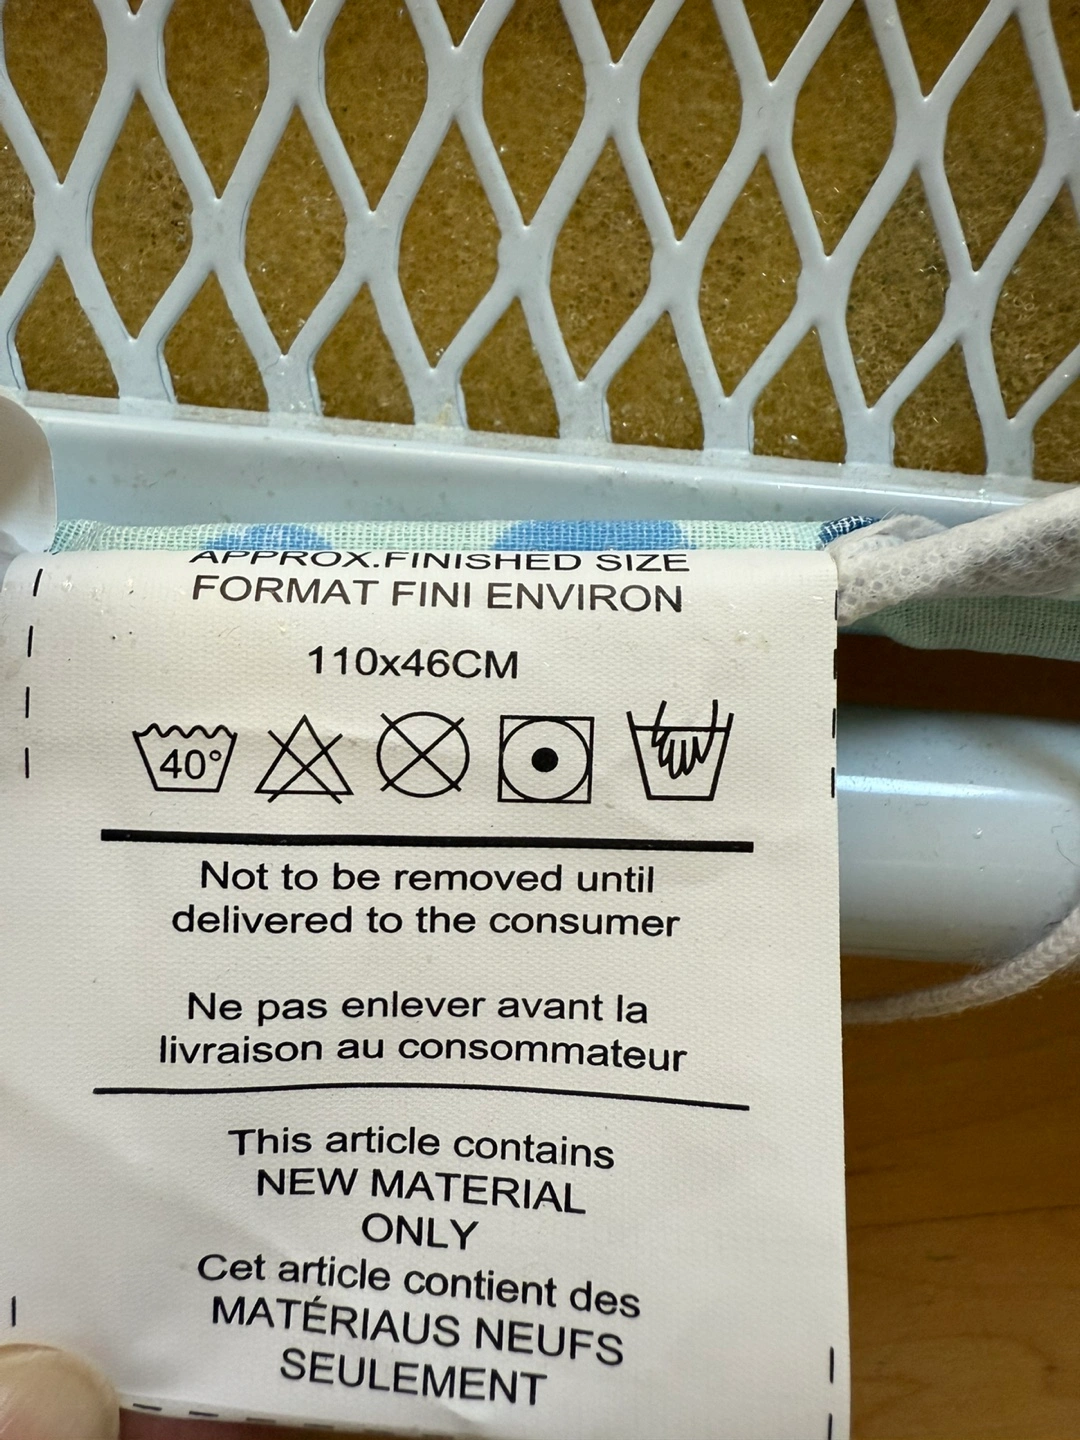 APPROX.FINISHED SIZE
FORMAT FINI ENVIRON
110x46CM
40°
Not to be removed until
delivered to the consumer
Ne pas enlever avant la
livraison au consommateur
This article contains
NEW MATERIAL
ONLY
Cet article contient des
MATÉRIAUS NEUFS
SEULEMENT